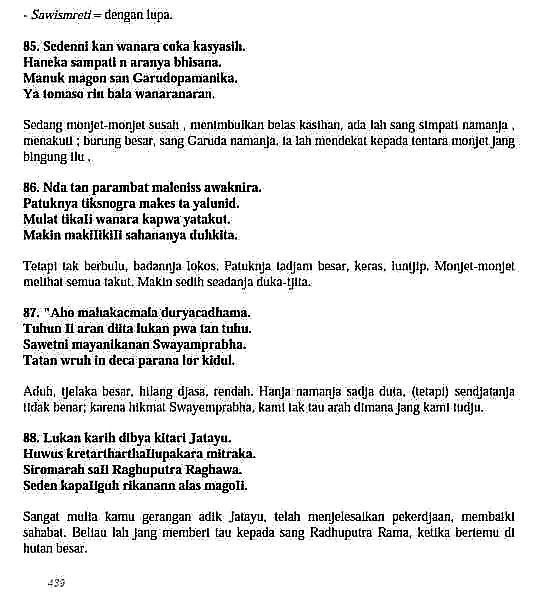 - Sawismreti = dengan lupa.
85. Sedenni kan wanara coka kasyasih.
Haneka sampati n aranya bhisana.
Manuk magon san Garudopamanika.
Ya tomaso rin bala wanaranaran.
Sedang monjet-monjet susah , menimbulkan belas kasihan, ada lah sang simpati namanja ,
menakuti ; burung besar, sang Garuda namanja. Ia lah mendekat kepada tentara monjet jang
bingung itu .
86. Nda tan parambat maleniss awaknira.
Patuknya tiksnogra makes ta yalunid.
Mulat tikaIi wanara kapwa yatakut.
Makin makiIikiIi sahananya duhkita.
Tetapi tak berbulu, badannja lokos. Patuknja tadjam besar, keras, luntjip. Monjet-monjet
melihat semua takut. Makin sedih seadanja duka-tjita.
87. "Aho mahakacmala duryacadhama.
Tuhun Ii aran duta lukan pwa tan tuhu.
Sawetni mayanikanan Swayamprabha.
Tatan wruh in deca parana lor kidul.
Aduh, tjelaka besar, hilang djasa, rendah. Hanja namanja sadja duta, (tetapi) sendjatanja
tidak benar; karena hikmat Swayemprabha, kami tak tau arah dimana jang kami tudju.
88. Lukan karih dibya kitari Jatayu.
Huwus kretarthartbaIiupakara mitraka.
Siromarah saIi Raghuputra Raghawa.
Seden kapaIiguh rikanann alas magoIi.
Sangat mulia kamu gerangan adik Jatayu, telah menjelesaikan pekerdjaan, membaiki
sahabat. Beliau lah jang memberi tau kepada sang Radhuputra Rama, ketika bertemu di
hutan besar.
439